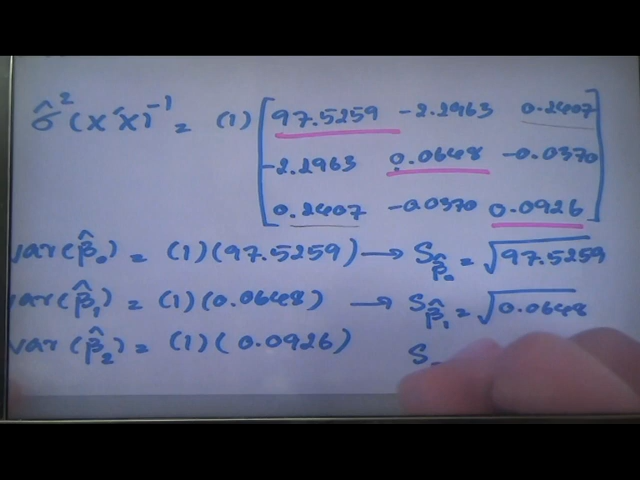 σ̂² (X'X)⁻¹ = (1) [97.5259 -2.2963 0.2407
-2.2963 0.0648 -0.0370
0.2407 -0.0370 0.0926]
var(β̂₀) = (1)(97.5259) → S_β̂₀ = √97.5259
var(β̂₁) = (1)(0.0648) → S_β̂₁ = √0.0648
var(β̂₂) = (1)(0.0926) S